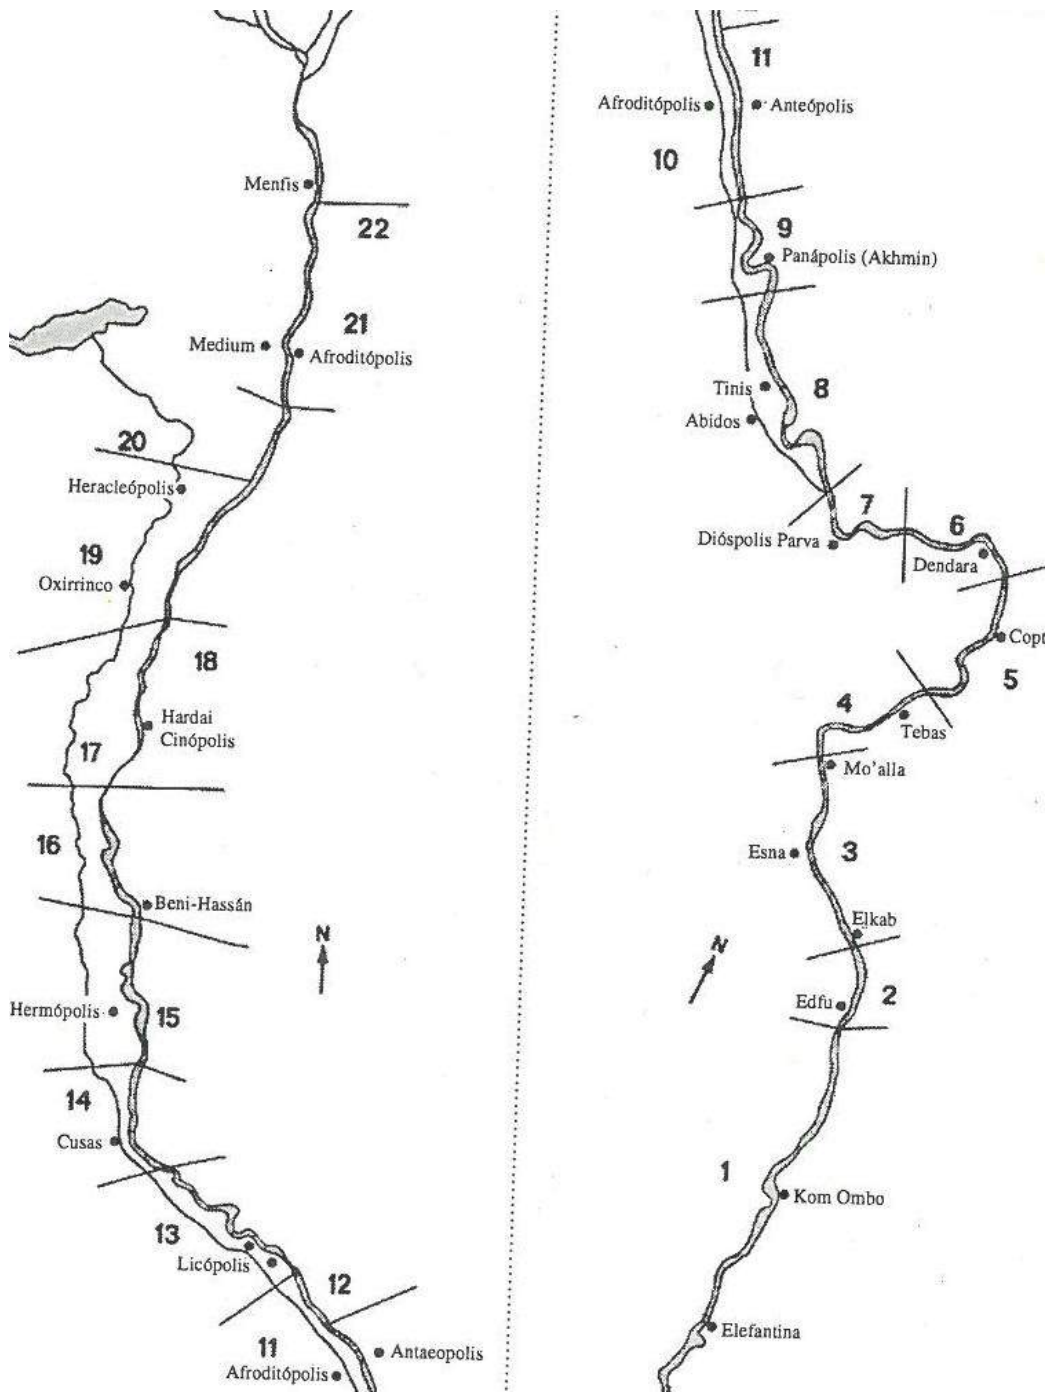 Menfis
22
21
Medium
Afroditópolis
20
Heracleópolis
19
Oxirrinco
18
Hardai
Cinópolis
17
16
Beni-Hassán
N
Hermópolis
15
14
Cusas
13
Licópolis
12
11
Antaeopolis
Afroditópolis
11
Afroditópolis
Anteópolis
10
9
Panápolis (Akhmin)
Tinis
8
Abidos
7
6
Dióspolis Parva
Dendara
Copt
5
4
Tebas
Mo'alla
Esna
3
Elkab
N
2
Edfu
1
Kom Ombo
Elefantina